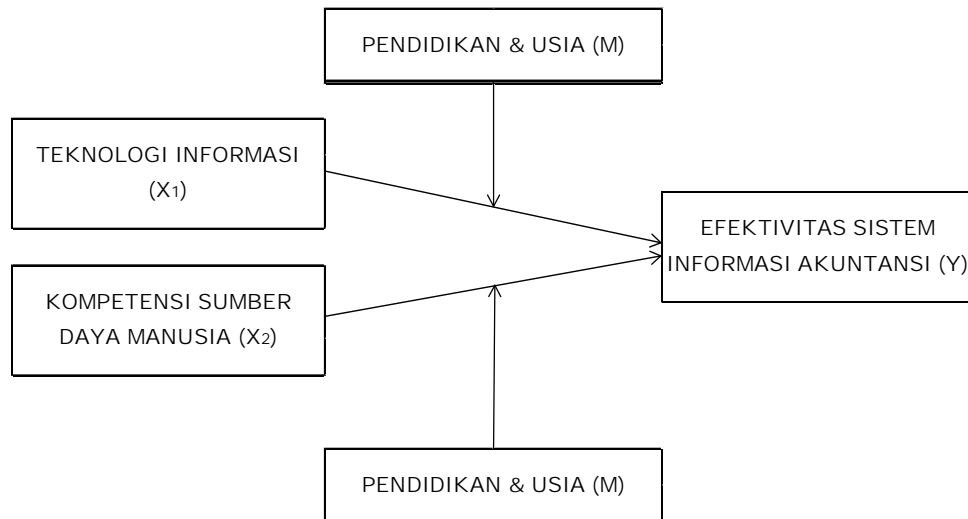 PENDIDIKAN & USIA (M)
TEKNOLOGI INFORMASI
(X1)
EFEKTIVITAS SISTEM
INFORMASI AKUNTANSI (Y)
KOMPETENSI SUMBER
DAYA MANUSIA (X2)
PENDIDIKAN & USIA (M)